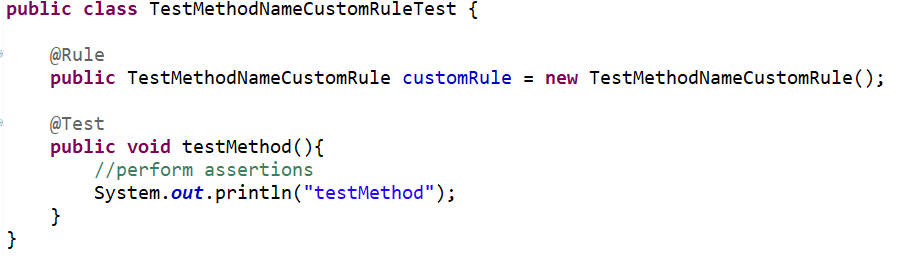 public class TestMethodNameCustomRuleTest {
@Rule
public TestMethodNameCustomRule customRule = new TestMethodNameCustomRule();
@Test
public void testMethod(){
//perform assertions
System.out.println("testMethod");
}
}